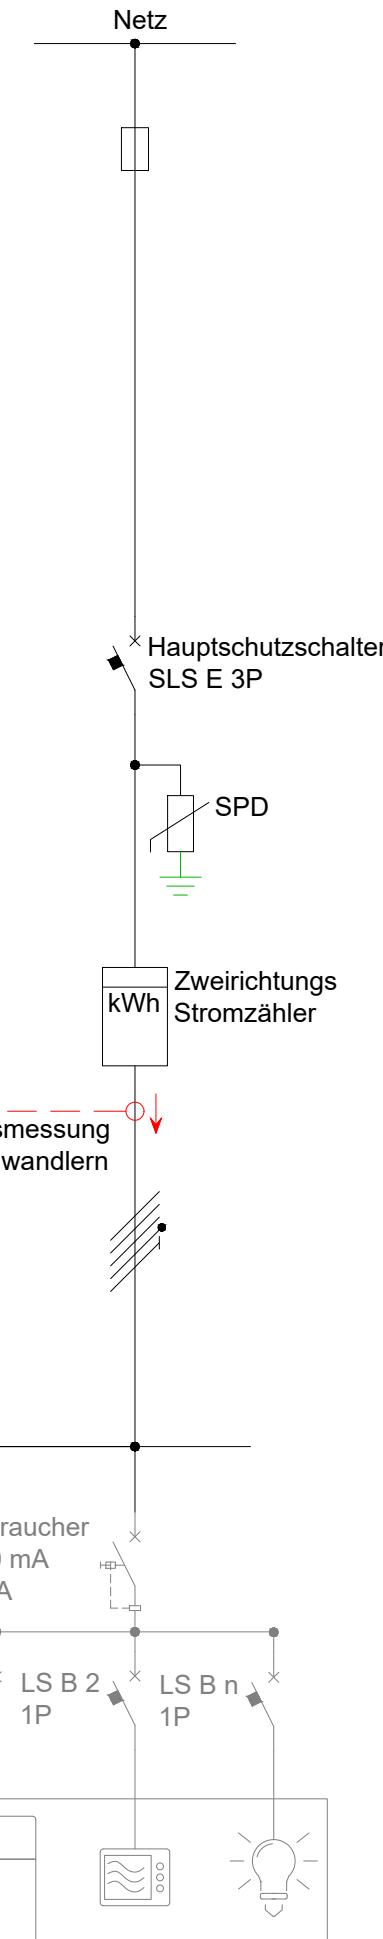 Netz
Hauptschutzschalter
SLS E 3P
SPD
Zweirichtungs
kWh
Stromzähler
smessung
wandlern
raucher
mA
A
LS B 2
1P
LS B n
1P